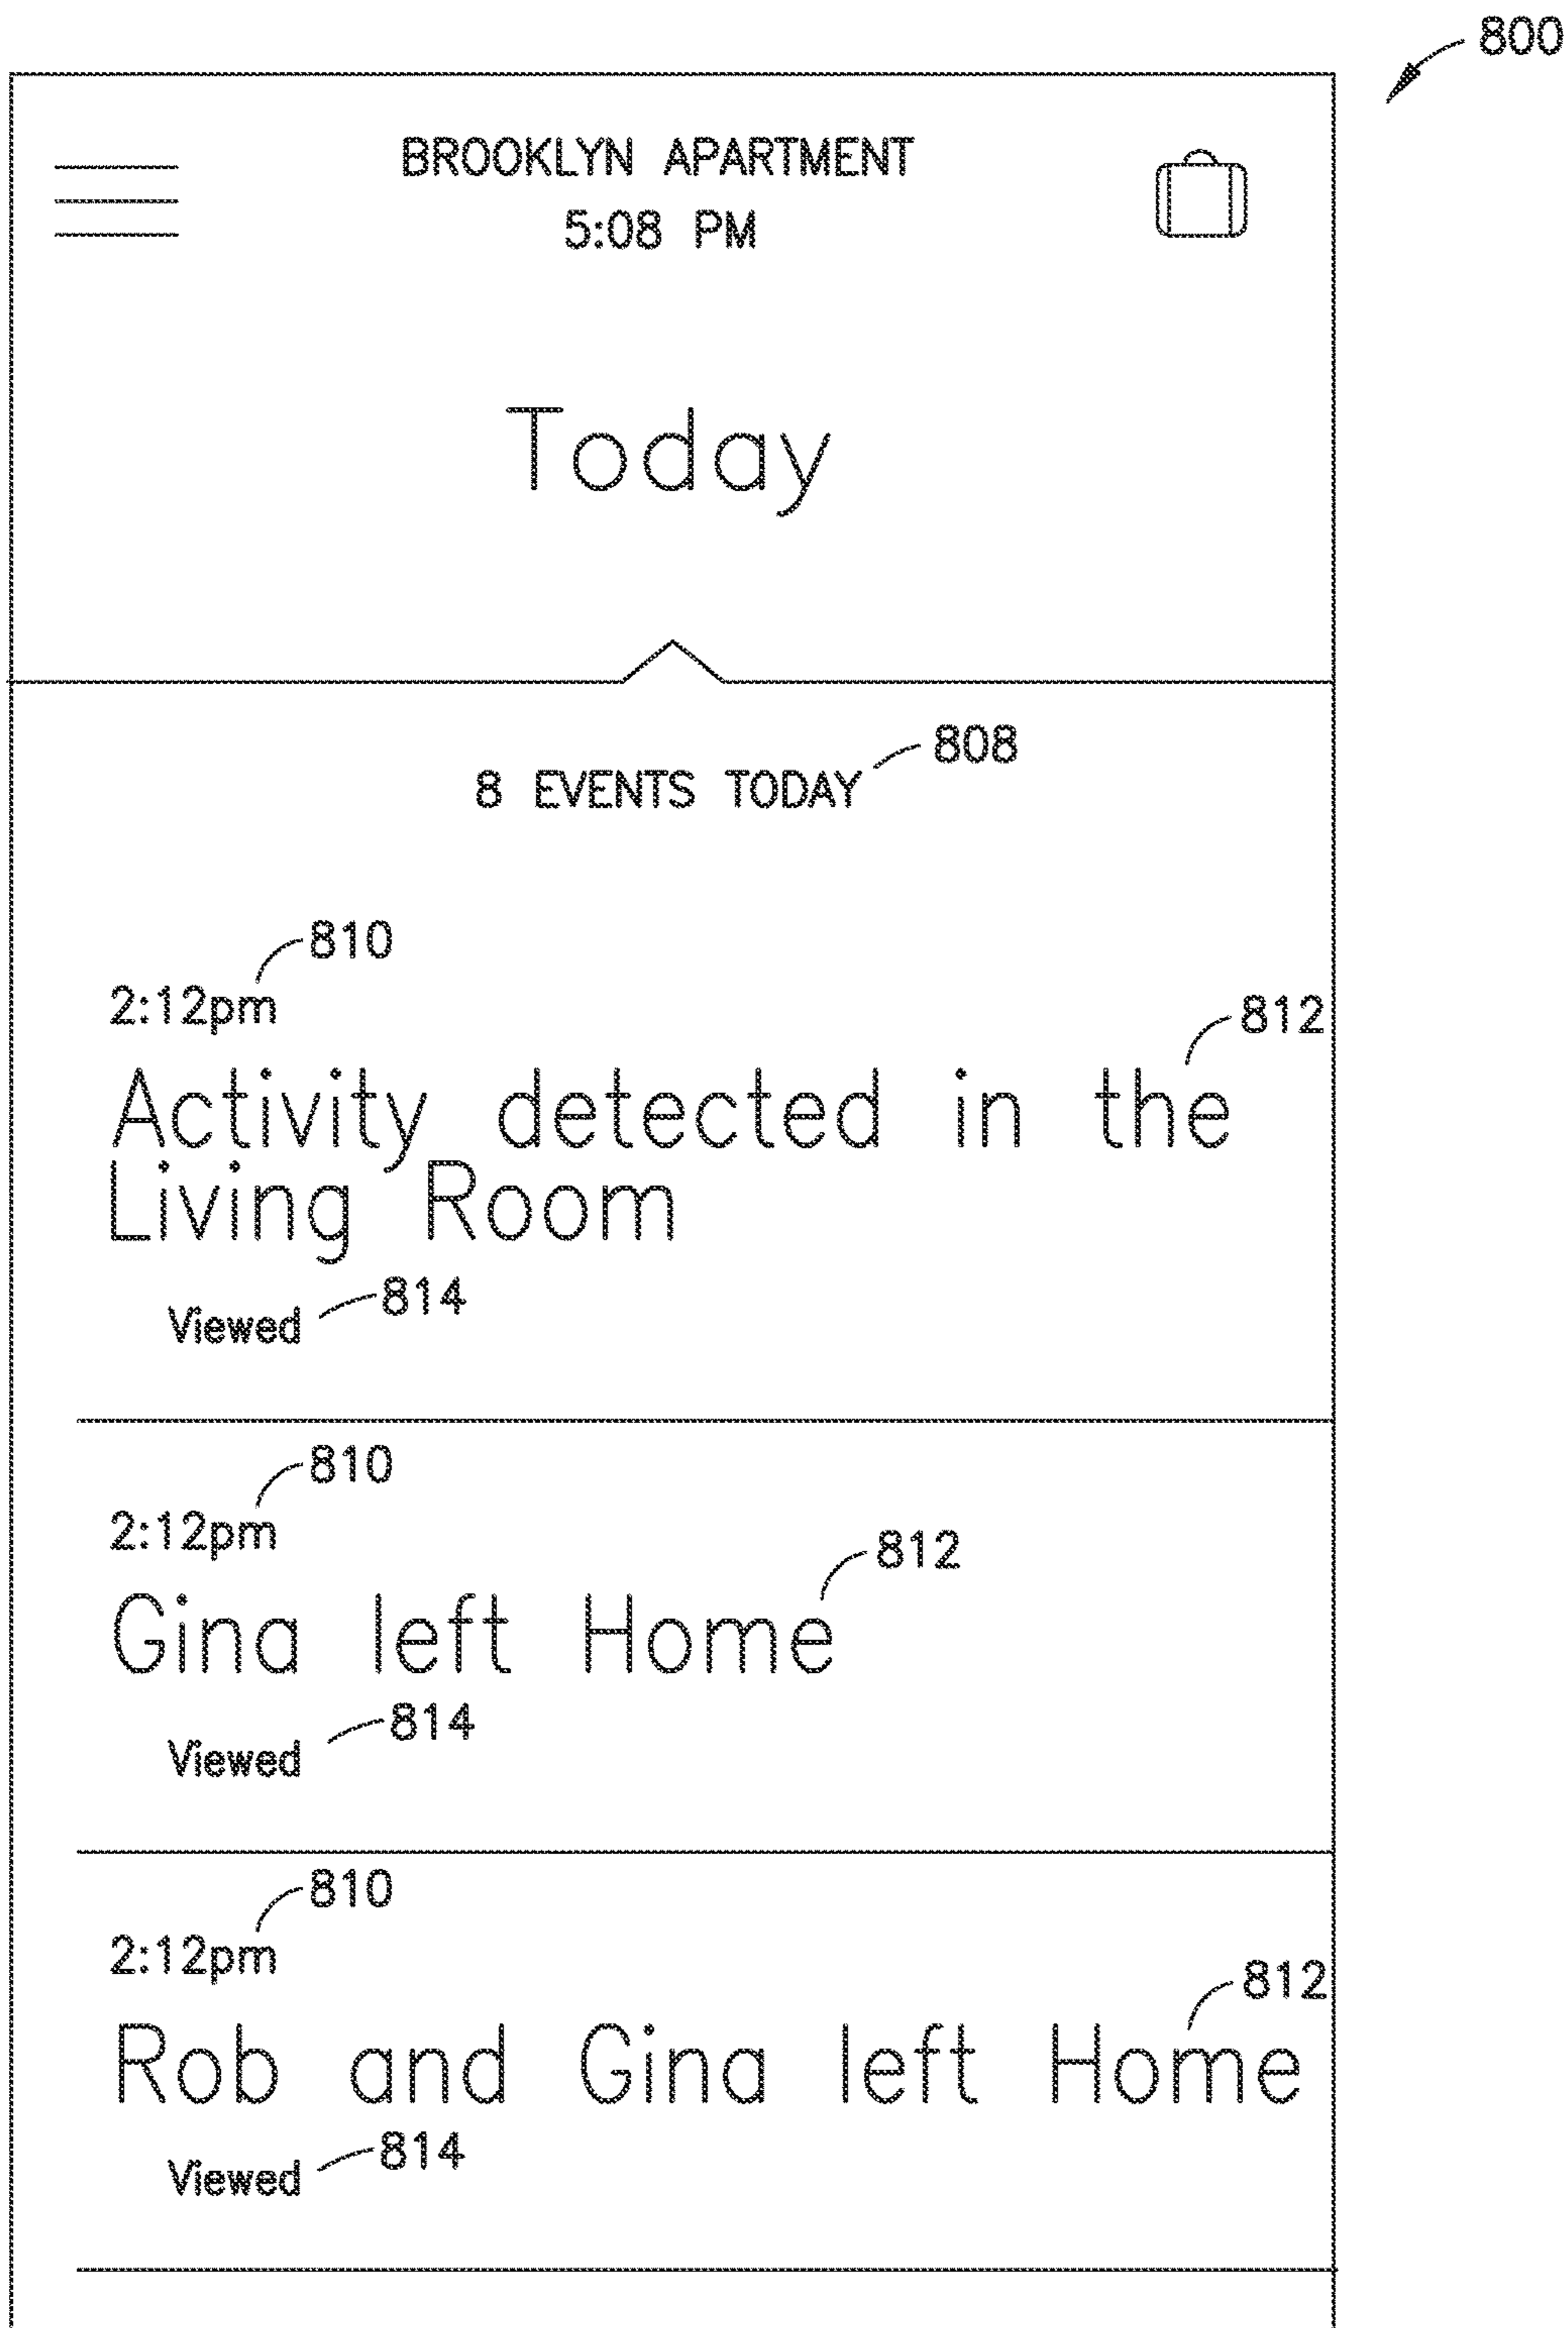 800
BROOKLYN APARTMENT
5:08 PM
Today
808
8 EVENTS TODAY
810
2:12pm
812
Activity detected in the
Living Room
814
Viewed
810
2:12pm
812
Gina left Home
814
Viewed
810
2:12pm
812
Rob and Gina left Home
814
Viewed